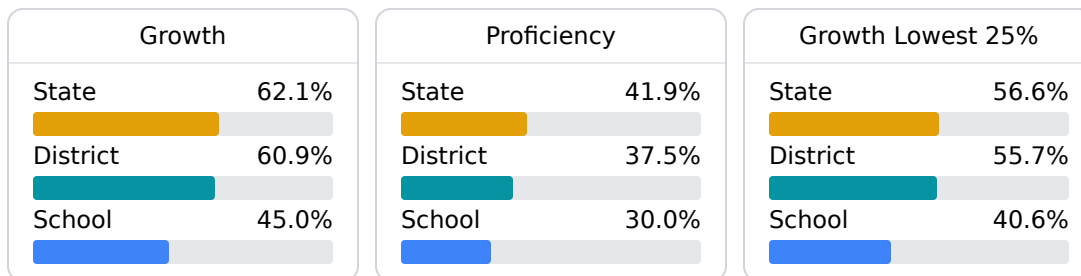 Growth
State 62.1%
District 60.9%
School 45.0%
Proficiency
State 41.9%
District 37.5%
School 30.0%
Growth Lowest 25%
State 56.6%
District 55.7%
School 40.6%